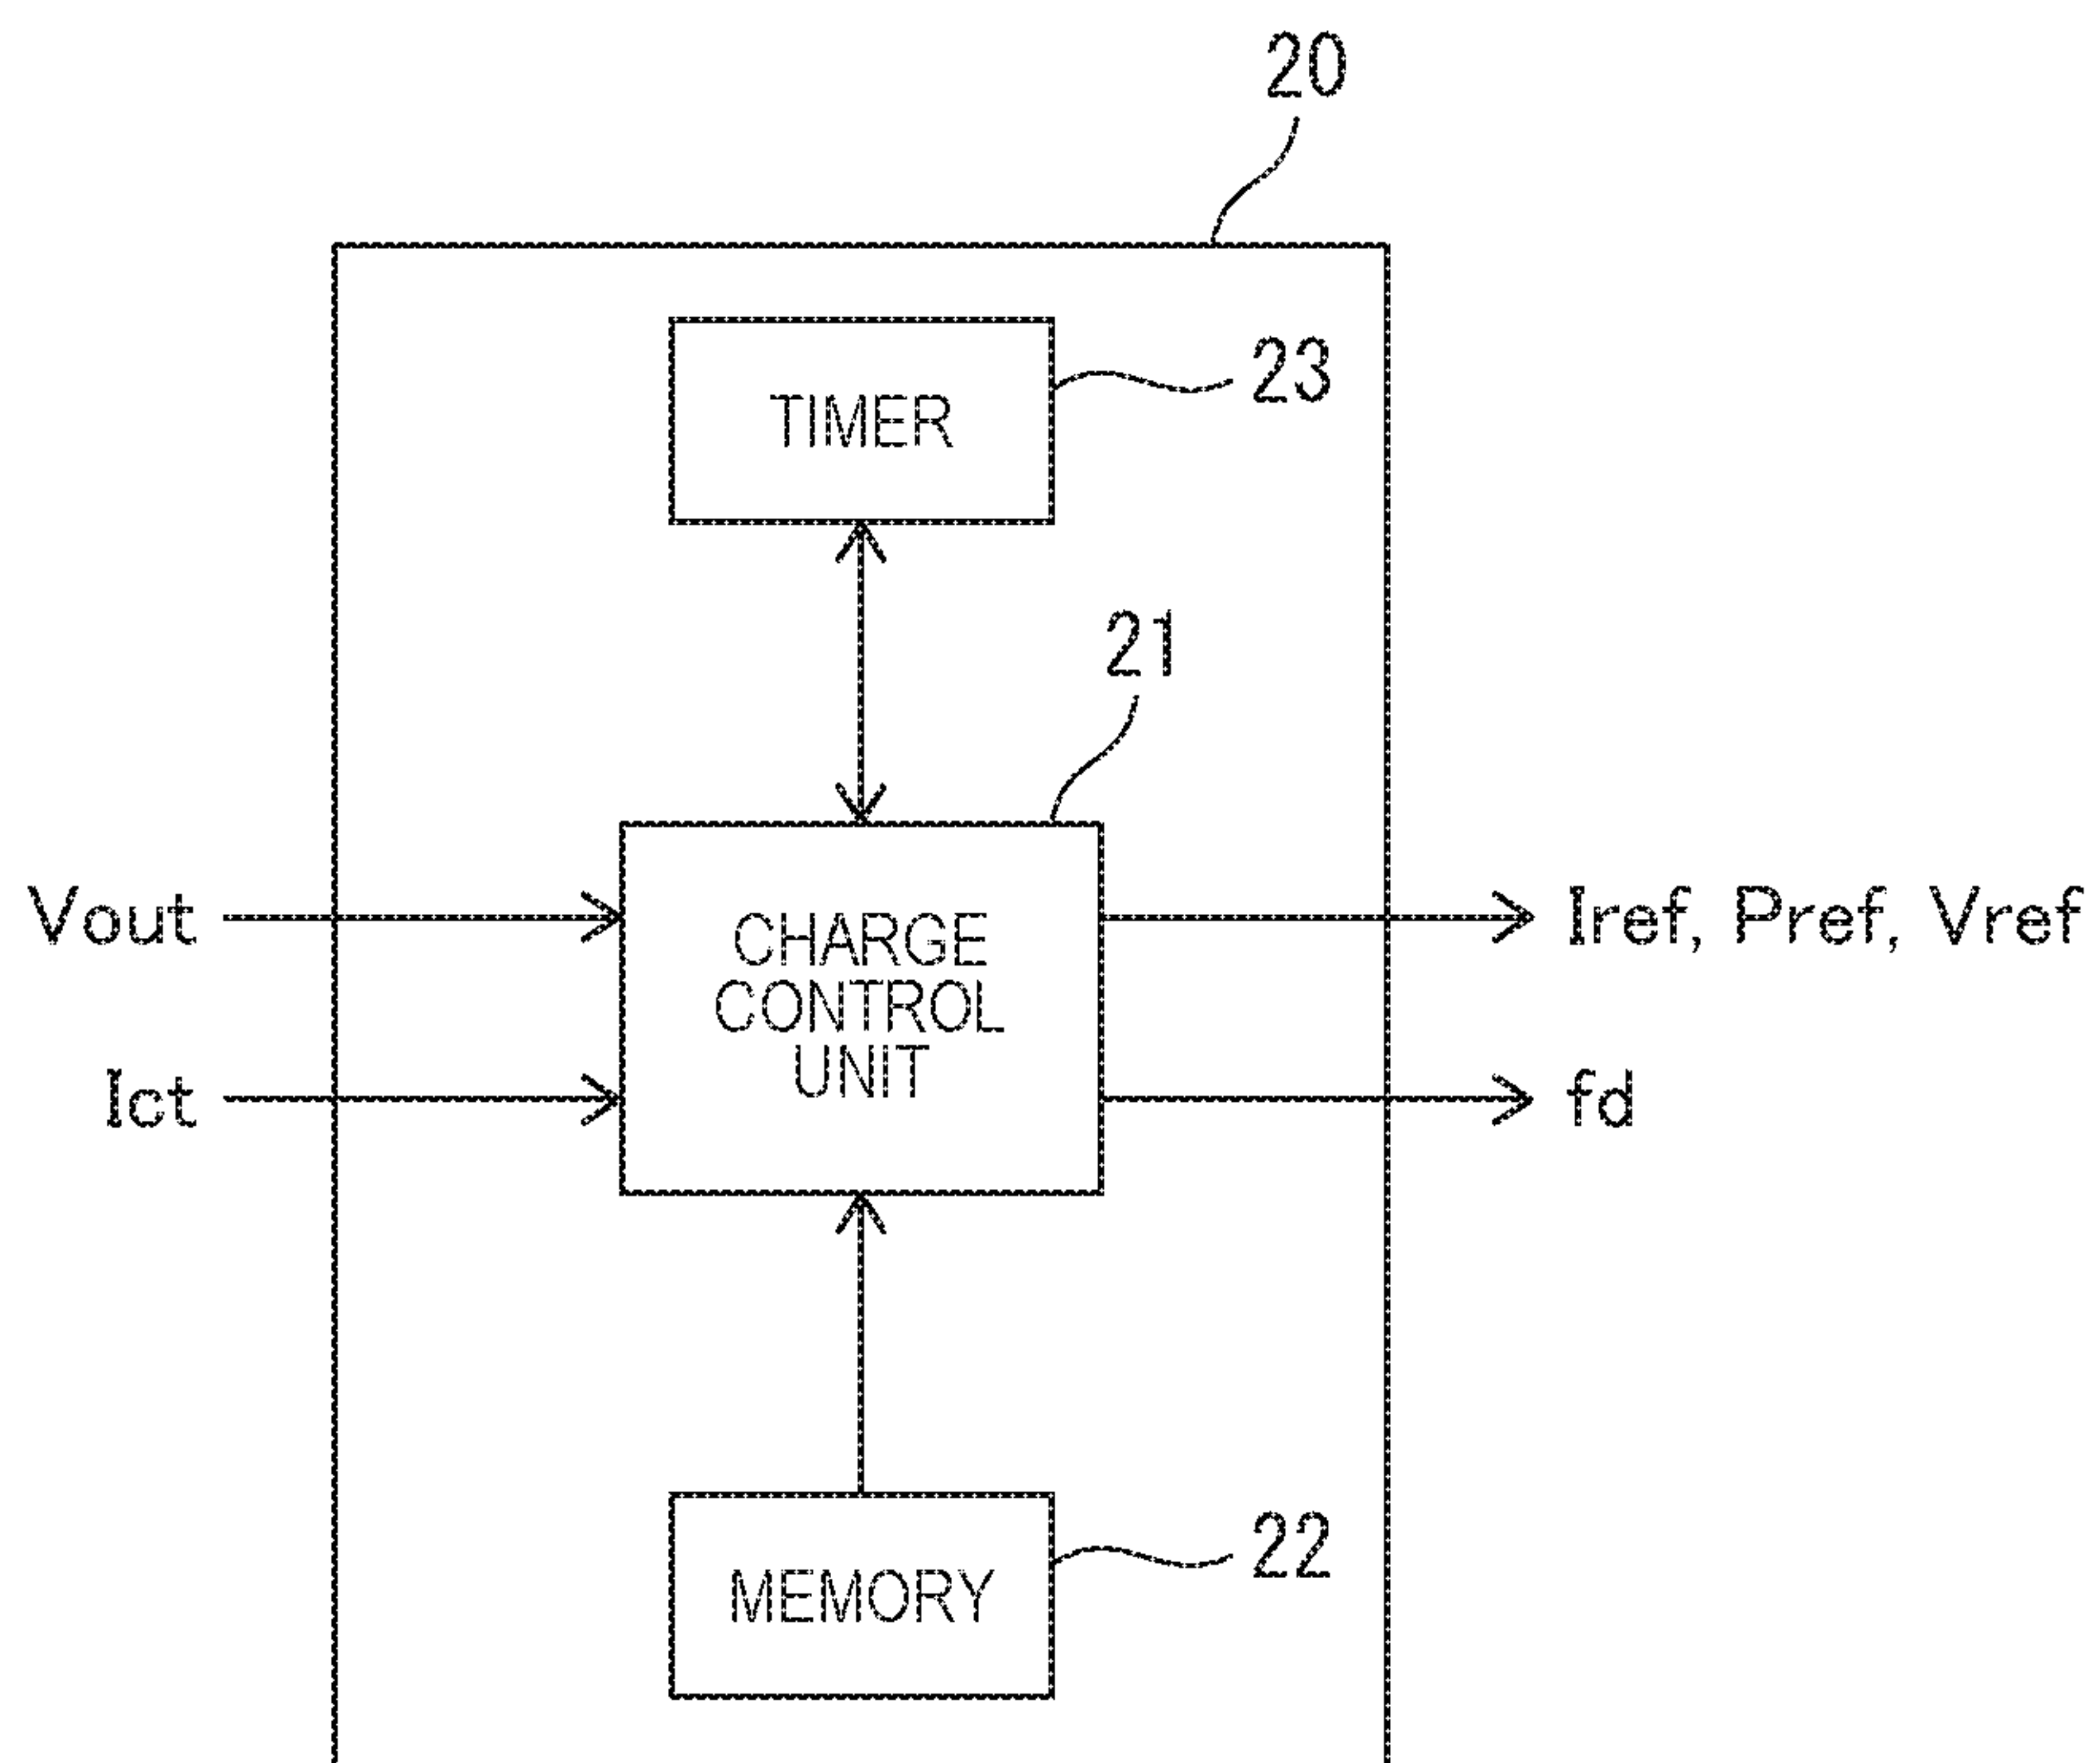 20
TIMER
23
21
Vout
CHARGE
CONTROL
UNIT
Iref, Pref, Vref
Ict
fd
MEMORY
22